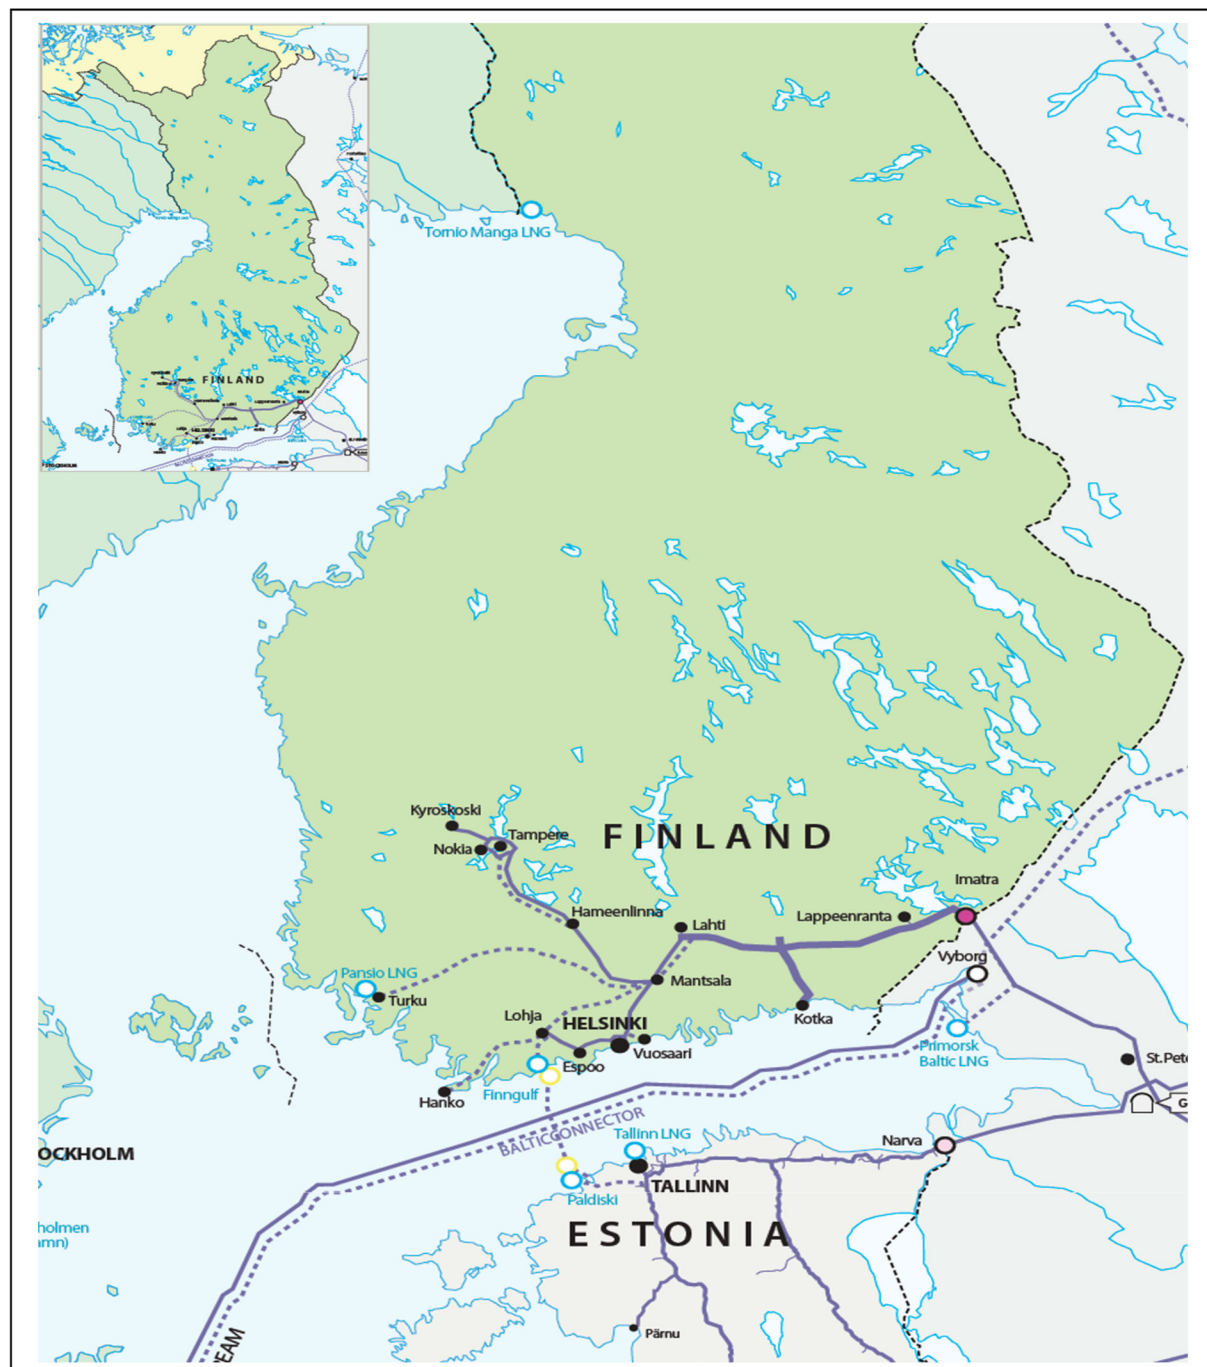 FINLAND
Tornio Manga LNG
Kyroskoski
Tampere
Nokia
FINLAND
Imatra
Hameenlinna
Lahti
Lappeenranta
Vyborg
Pansio LNG
Turku
Mantsala
Kotka
Lohja
HELSINKI
Vuosaari
Espoo
Primorsk
Baltic LNG
St.Pete
Finngulf
Hanko
G
BALTICCONNECTOR
Tallinn LNG
Narva
OCKHOLM
TALLINN
Paldiski
holmen
amn)
ESTONIA
Pärnu
EAM